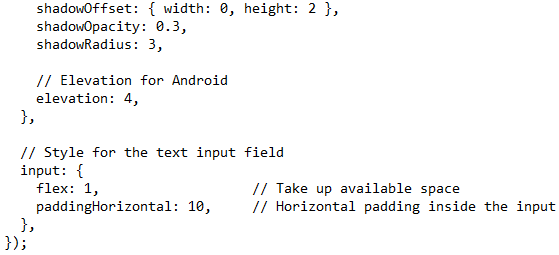 shadowOffset: { width: 0, height: 2 },
    shadowOpacity: 0.3,
    shadowRadius: 3,

    // Elevation for Android
    elevation: 4,
  },

  // Style for the text input field
  input: {
    flex: 1,                   // Take up available space
    paddingHorizontal: 10,     // Horizontal padding inside the input
  },
});